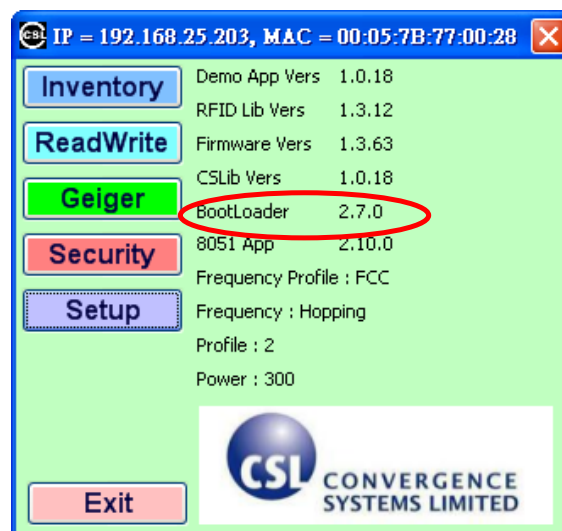 CSL IP = 192.168.25.203, MAC = 00:05:7B:77:00:28
Inventory
ReadWrite
Geiger
Security
Setup
Exit
Demo App Vers 1.0.18
RFID Lib Vers 1.3.12
Firmware Vers 1.3.63
CSLib Vers 1.0.18
BootLoader 2.7.0
8051 App 2.10.0
Frequency Profile : FCC
Frequency : Hopping
Profile : 2
Power : 300
CSL
CONVERGENCE
SYSTEMS LIMITED